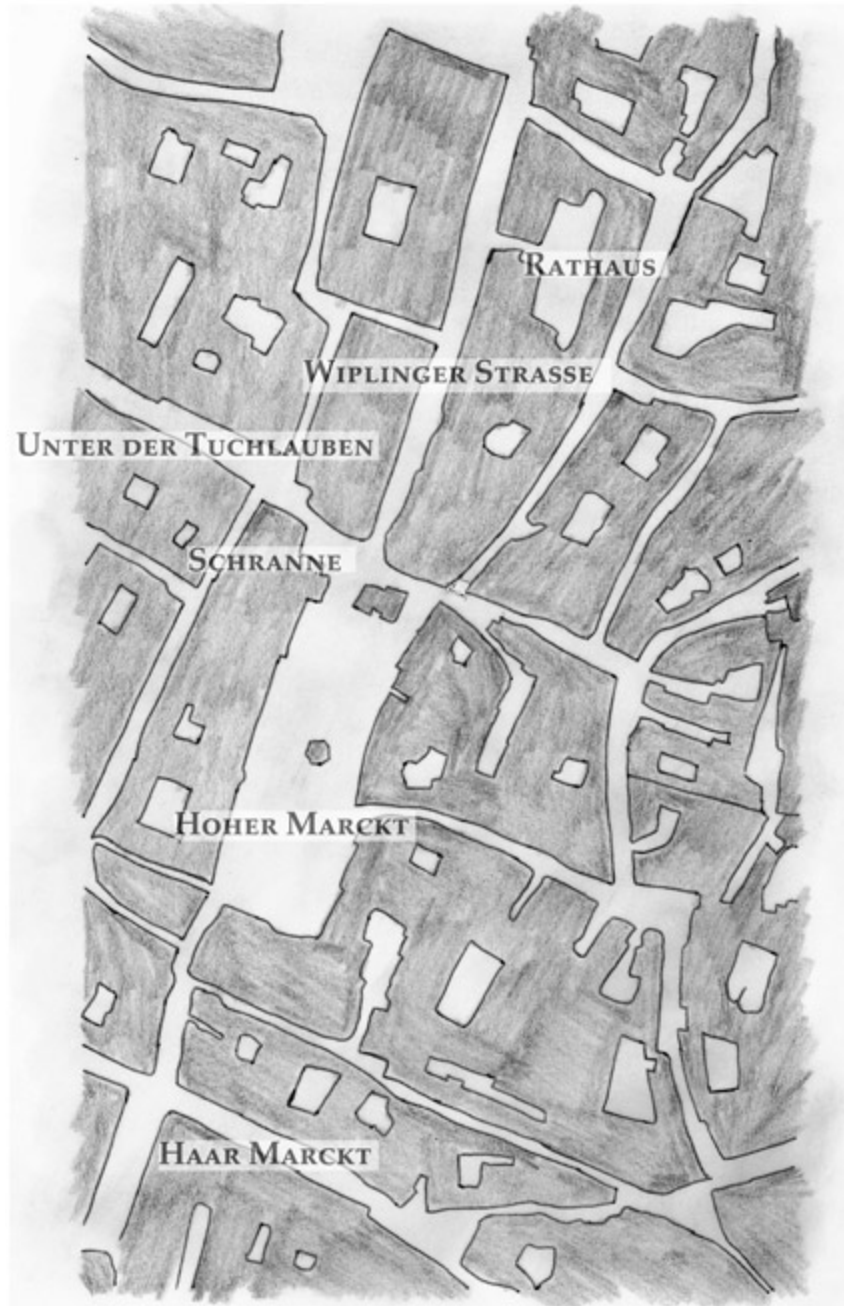 Rathaus
Wiplinger Strasse
Unter der Tuchlauben
Schranne
Hoher Marckt
Haar Marckt